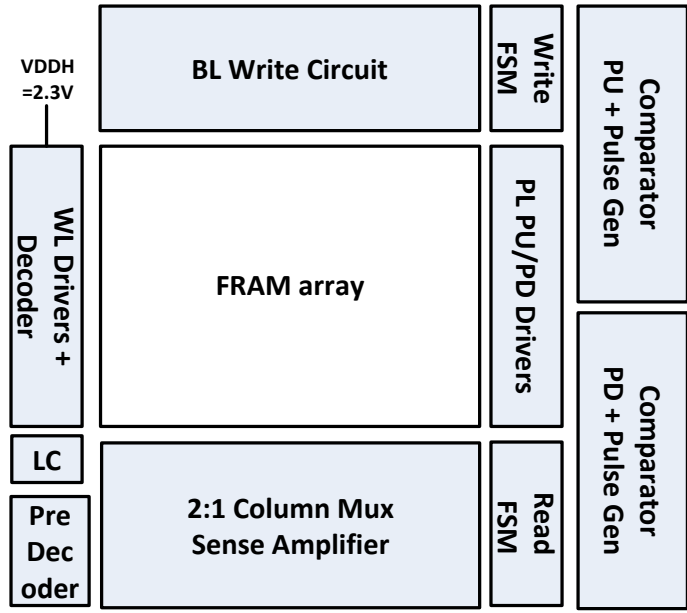 VDDH
=2.3V
BL Write Circuit
Write
FSM
Comparator
PU + Pulse Gen
WL Drivers +
Decoder
FRAM array
PL PU/PD Drivers
Comparator
PD + Pulse Gen
LC
Pre
Dec
oder
2:1 Column Mux
Sense Amplifier
Read
FSM